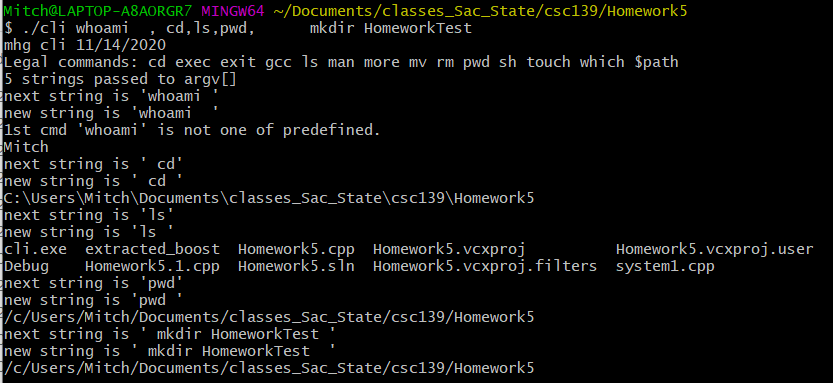 Mitch@LAPTOP-A8AORGR7 MINGW64 ~/Documents/classes_Sac_State/csc139/Homework5
$ ./cli whoami  , cd,ls,pwd,      mkdir HomeworkTest
mhg cli 11/14/2020
Legal commands: cd exec exit gcc ls man more mv rm pwd sh touch which $path
5 strings passed to argv[]
next string is 'whoami '
new string is 'whoami  '
1st cmd 'whoami' is not one of predefined.
Mitch
next string is ' cd'
new string is ' cd '
C:\Users\Mitch\Documents\classes_Sac_State\csc139\Homework5
next string is 'ls'
new string is 'ls '
cli.exe  extracted_boost  Homework5.cpp  Homework5.vcxproj          Homework5.vcxproj.user
Debug    Homework5.1.cpp  Homework5.sln  Homework5.vcxproj.filters  system1.cpp
next string is 'pwd'
new string is 'pwd '
/c/Users/Mitch/Documents/classes_Sac_State/csc139/Homework5
next string is ' mkdir HomeworkTest '
new string is ' mkdir HomeworkTest  '
/c/Users/Mitch/Documents/classes_Sac_State/csc139/Homework5